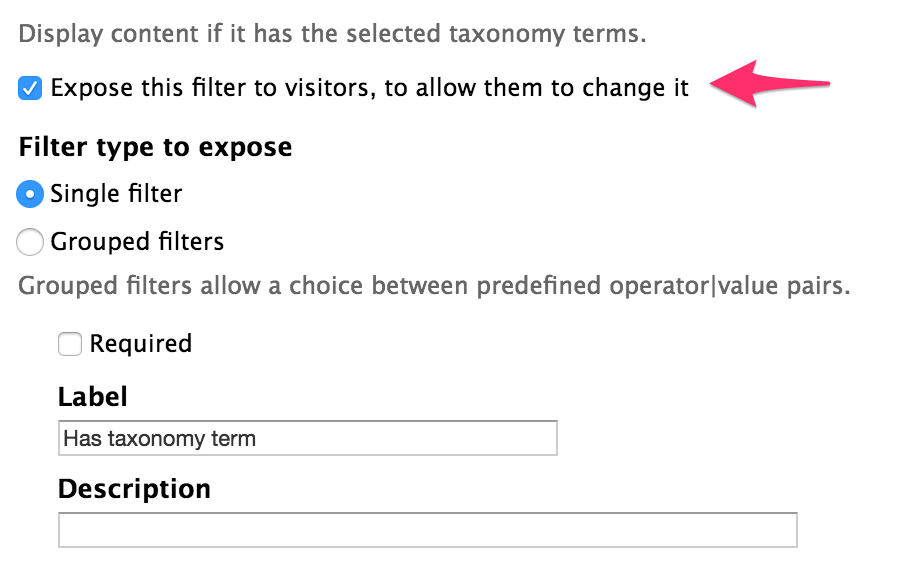 Display content if it has the selected taxonomy terms.
Expose this filter to visitors, to allow them to change it
Filter type to expose
Single filter
Grouped filters
Grouped filters allow a choice between predefined operator|value pairs.
Required
Label
Has taxonomy term
Description